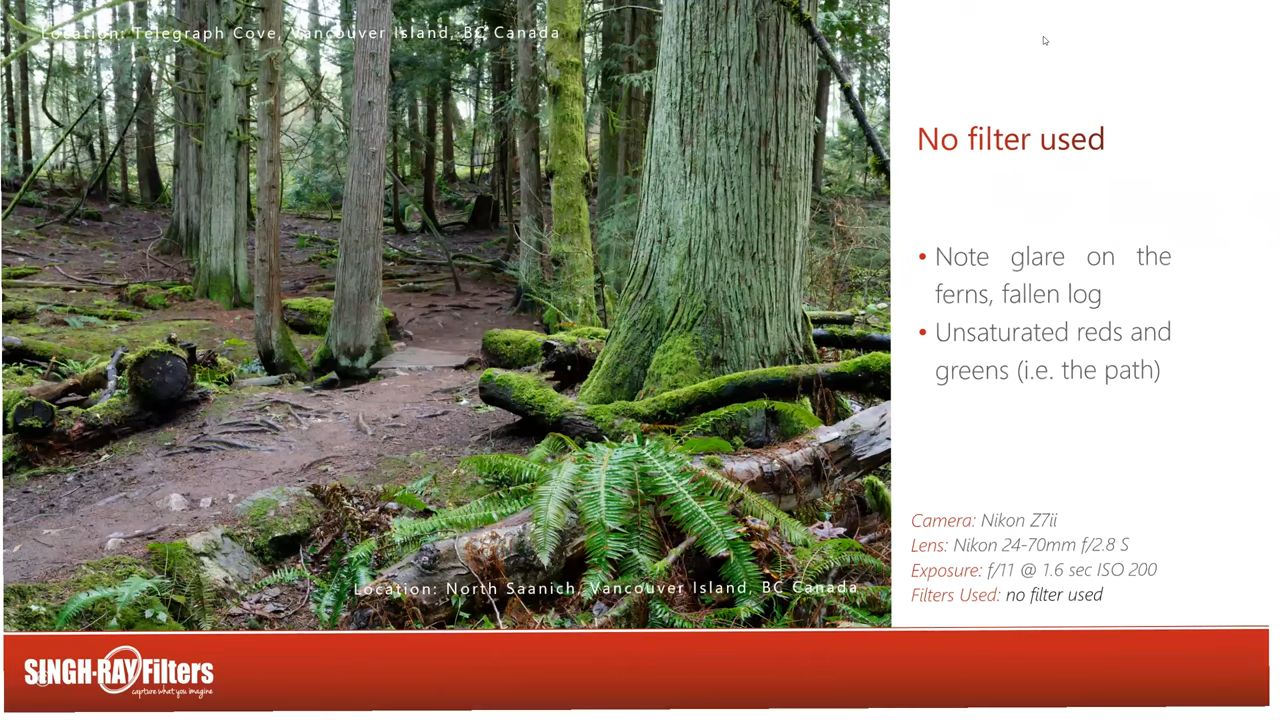 Location: Telegraph Cove, Vancouver Island, BC Canada
No filter used
• Note glare on the
ferns, fallen log
• Unsaturated reds and
greens (i.e. the path)
Camera: Nikon Z7ii
Lens: Nikon 24-70mm f/2.8 S
Exposure: f/11 @ 1.6 sec ISO 200
Filters Used: no filter used
Location: North Saanich, Vancouver Island, BC Canada
SINGH-RAY Filters
capture what you imagine